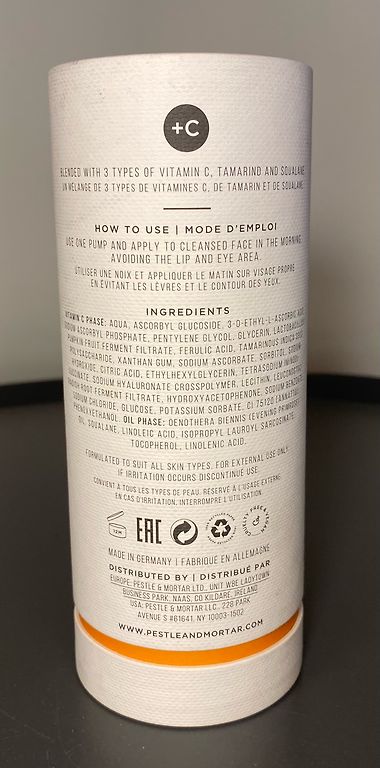 +C
BLENDED WITH 3 TYPES OF VITAMIN C, TAMARIND AND SQUALANE
UN MÉLANGE DE 3 TYPES DE VITAMINES C, DE TAMARIN ET DE SQUALANE
HOW TO USE | MODE D'EMPLOI
USE ONE PUMP AND APPLY TO CLEANSED FACE IN THE MORNING,
AVOIDING THE LIP AND EYE AREA.
UTILISER UNE NOIX ET APPLIQUER LE MATIN SUR VISAGE PROPRE
EN ÉVITANT LES LÈVRES ET LE CONTOUR DES YEUX.
INGREDIENTS
VITAMIN C PHASE: AQUA, ASCORBYL GLUCOSIDE, 3-O-ETHYL-L-ASCORBIC ACID,
SODIUM ASCORBYL PHOSPHATE, PENTYLENE GLYCOL, GLYCERIN, LACTOBACILLUS/
PUMPKIN FRUIT FERMENT FILTRATE, FERULIC ACID, TAMARINDUS INDICA SEED
POLYSACCHARIDE, XANTHAN GUM, SODIUM ASCORBATE, SORBITOL, SODIUM
HYDROXIDE, CITRIC ACID, ETHYLHEXYLGLYCERIN, TETRASODIUM
SODIUM HYALURONATE CROSSPOLYMER, LECITHIN, LEUCONOSTOC/
RADISH ROOT FERMENT FILTRATE, HYDROXYACETOPHENONE, SODIUM BENZOATE,
SODIUM CHLORIDE, GLUCOSE, POTASSIUM SORBATE, CI 75120 (ANNATTO),
PHENETHYETHANOL. OIL PHASE: OENOTHERA BIENNIS (EVENING PRIMROSE)
OIL, SQUALANE, LINOLEIC ACID, ISOPROPYL LAUROYL SARCOSINATE,
TOCOPHEROL, LINOLENIC ACID.
FORMULATED TO SUIT ALL SKIN TYPES. FOR EXTERNAL USE ONLY.
IF IRRITATION OCCURS DISCONTINUE USE.
CONVIENT À TOUS LES TYPES DE PEAU. RÉSERVÉ À L'USAGE EXTERNE.
EN CAS D'IRRITATION, INTERROMPRE L'UTILISATION.
12M
EAC
CRUELTY FREE & VEGAN
MADE IN GERMANY | FABRIQUÉ EN ALLEMAGNE
DISTRIBUTED BY | DISTRIBUÉ PAR
EUROPE: PESTLE & MORTAR LTD., UNIT W8E LADYTOWN
BUSINESS PARK, NAAS, CO KILDARE, IRELAND
USA: PESTLE & MORTAR LLC., 228 PARK
AVENUE S #61641, NY 10003-1502
WWW.PESTLEANDMORTAR.COM